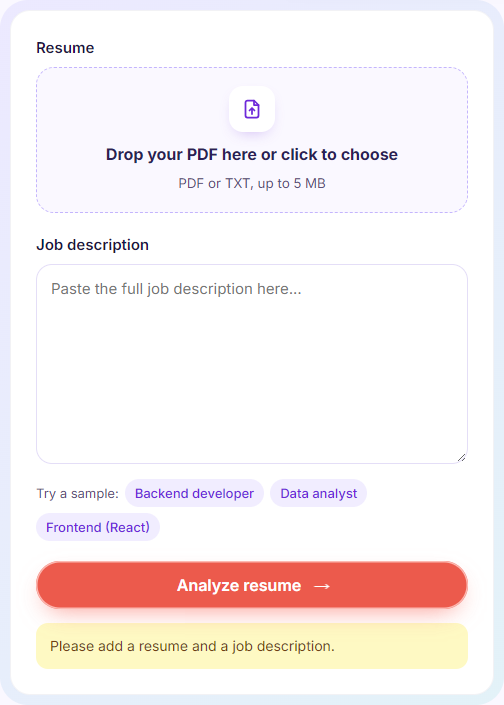 Resume
Drop your PDF here or click to choose
PDF or TXT, up to 5 MB
Job description
Paste the full job description here...
Try a sample: Backend developer Data analyst
Frontend (React)
Analyze resume →
Please add a resume and a job description.